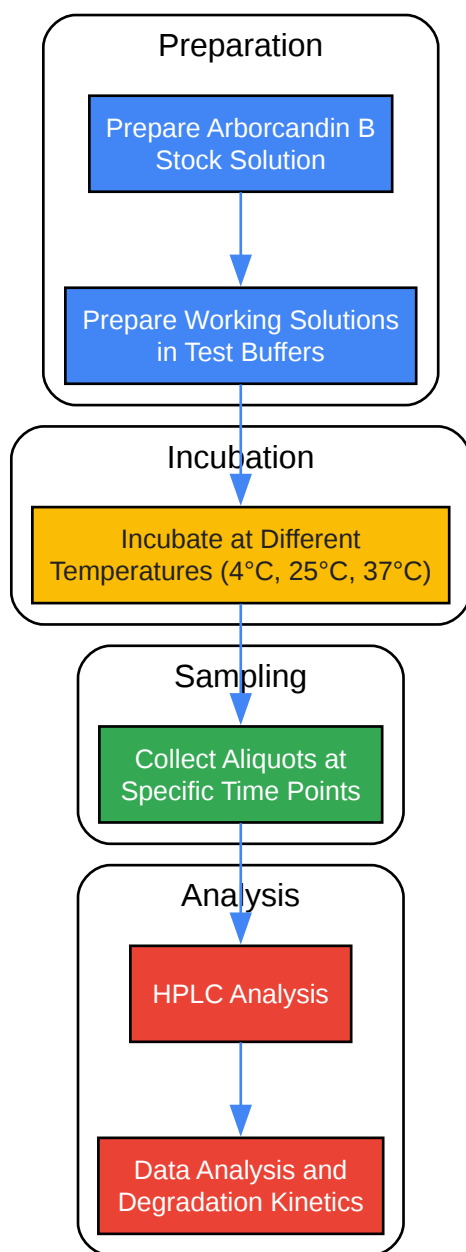 Preparation
Prepare Arborcandin B
Stock Solution
Prepare Working Solutions
in Test Buffers
Incubation
Incubate at Different
Temperatures (4°C, 25°C, 37°C)
Sampling
Collect Aliquots at
Specific Time Points
Analysis
HPLC Analysis
Data Analysis and
Degradation Kinetics